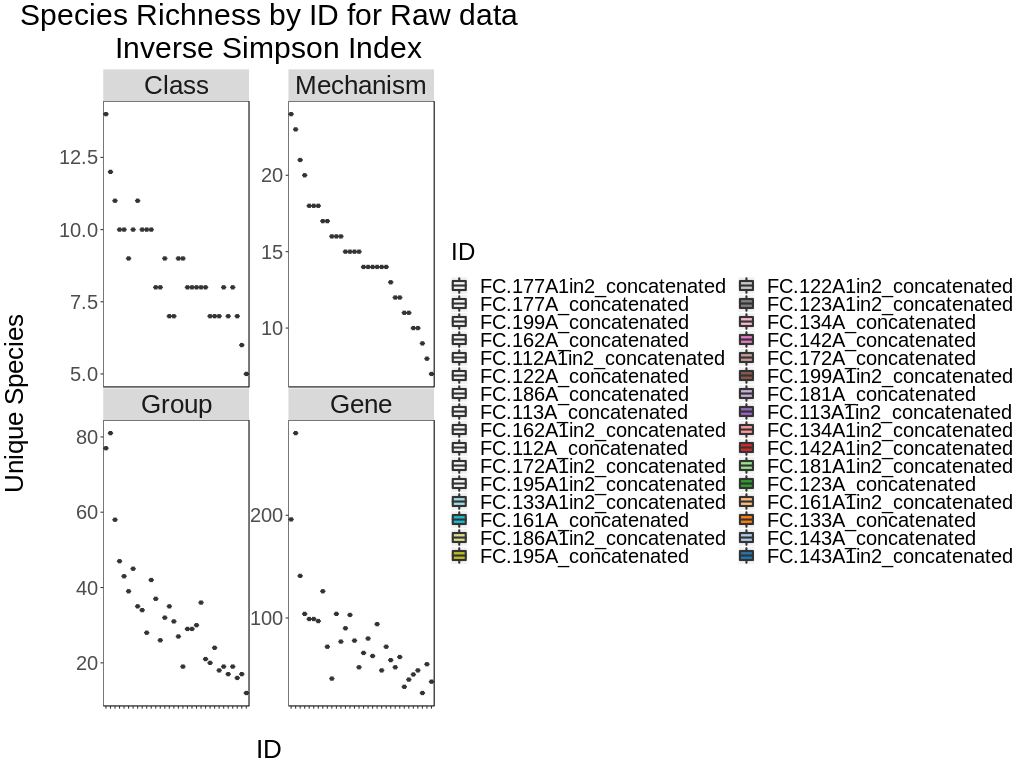 Species Richness by ID for Raw data
Inverse Simpson Index
Class
Mechanism
12.5
10.0
7.5
5.0
20
15
10
Unique Species
Group
Gene
80
60
40
20
200
100
ID
ID
FC.177A1in2_concatenated
FC.177A_concatenated
FC.199A_concatenated
FC.162A_concatenated
FC.112A1in2_concatenated
FC.122A_concatenated
FC.186A_concatenated
FC.113A_concatenated
FC.162A1in2_concatenated
FC.112A_concatenated
FC.172A1in2_concatenated
FC.195A1in2_concatenated
FC.133A1in2_concatenated
FC.161A_concatenated
FC.186A1in2_concatenated
FC.195A_concatenated
FC.122A1in2_concatenated
FC.123A1in2_concatenated
FC.134A_concatenated
FC.142A_concatenated
FC.172A_concatenated
FC.199A1in2_concatenated
FC.181A_concatenated
FC.113A1in2_concatenated
FC.134A1in2_concatenated
FC.142A1in2_concatenated
FC.181A1in2_concatenated
FC.123A_concatenated
FC.161A1in2_concatenated
FC.133A_concatenated
FC.143A_concatenated
FC.143A1in2_concatenated